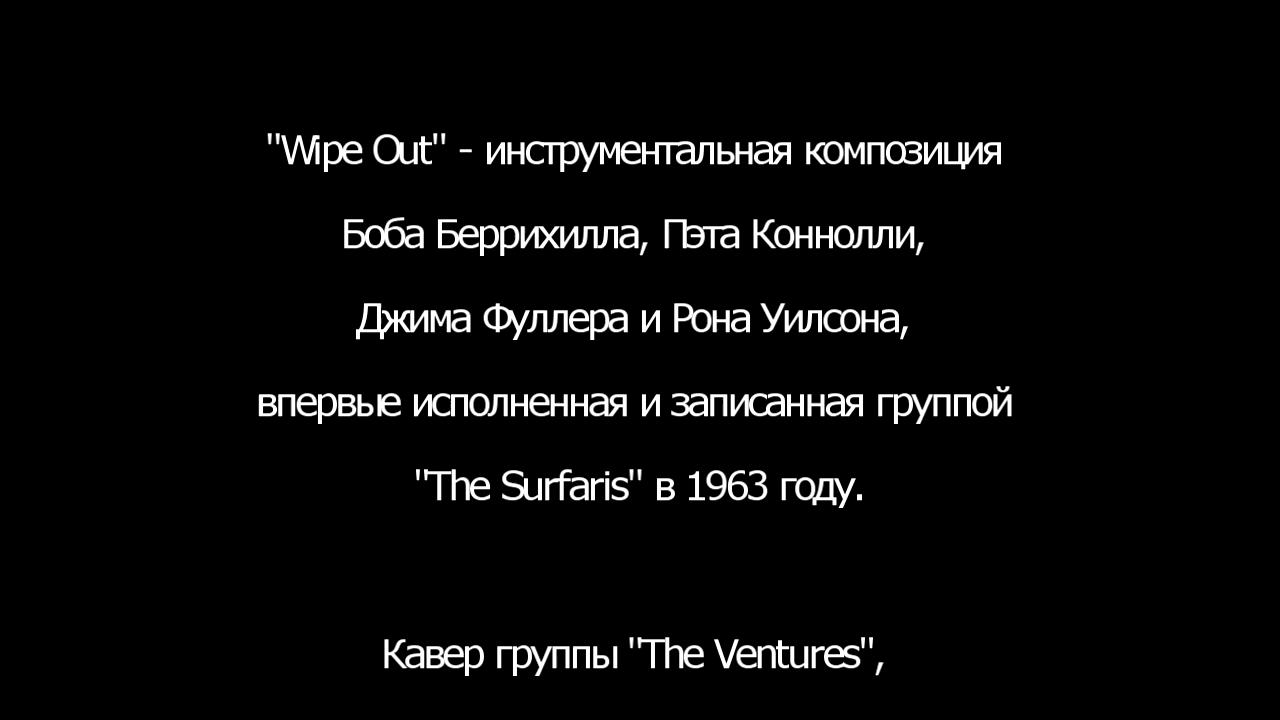 "Wipe Out" - инструментальная композиция
Боба Беррихилла, Пэта Коннолли,
Джима Фуллера и Рона Уилсона,
впервые исполненная и записанная группой
"The Surfaris" в 1963 году.
Кавер группы "The Ventures",